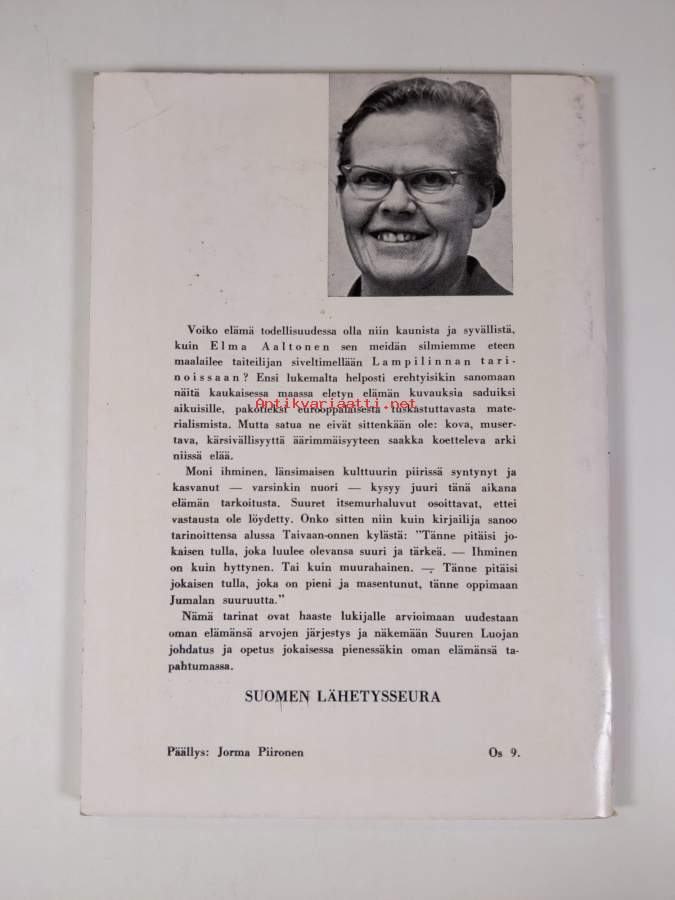 Voiko elämä todellisuudessa olla niin kaunista ja syvällistä,
kuin Elma Aaltonen sen meidän silmiemme eteen
maalailee taiteilijan siveltimellään Lampilinnan tari-
noissaan? Ensi lukemalta helposti erehtyisikin sanomaan
näitä kaukaisessa maassa eletyn elämän kuvauksia saduiksi
Antikvariaatti.net
aikuisille, pakotieksi eurooppalaisesta tuskastuttavasta mate-
rialismista. Mutta satua ne eivät sittenkään ole: kova, muser-
tava, kärsivällisyyttä äärimmäisyyteen saakka koetteleva arki
niissä elää.
Moni ihminen, länsimaisen kulttuurin piirissä syntynyt ja
kasvanut — varsinkin nuori — kysyy juuri tänä aikana
elämän tarkoitusta. Suuret itsemurhaluvut osoittavat, ettei
vastausta ole löydetty. Onko sitten niin kuin kirjailija sanoo
tarinoittensa alussa Taivaan-onnen kylästä: "Tänne pitäisi jo-
kaisen tulla, joka luulee olevansa suuri ja tärkeä. — Ihminen
on kuin hyttynen. Tai kuin muurahainen. — Tänne pitäisi
jokaisen tulla, joka on pieni ja masentunut, tänne oppimaan
Jumalan suuruutta."
Nämä tarinat ovat haaste lukijalle arvioimaan uudestaan
oman elämänsä arvojen järjestys ja näkemään Suuren Luojan
johdatus ja opetus jokaisessa pienessäkin oman elämänsä ta-
pahtumassa.
SUOMEN LÄHETYSSEURA
Päällys: Jorma Piironen Os 9.